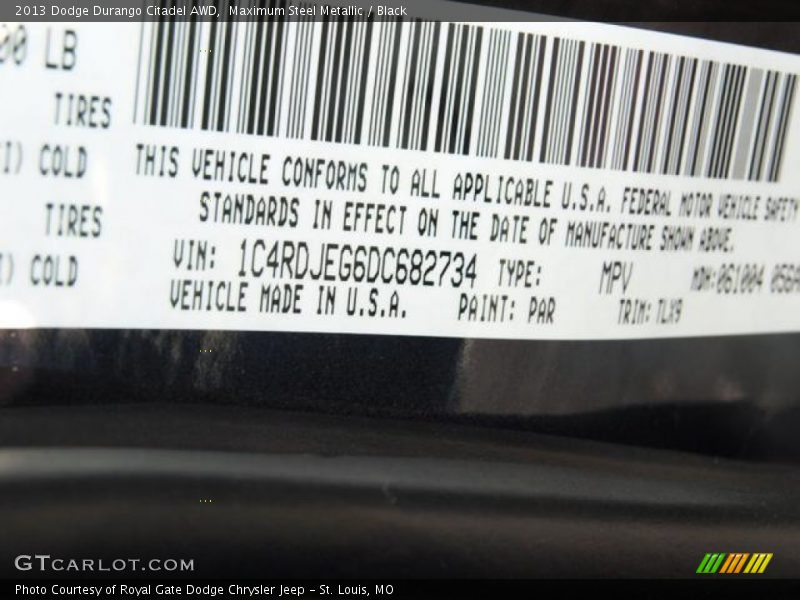 2013 Dodge Durango Citadel AWD, Maximum Steel Metallic / Black
00 LB
TIRES
COLD
THIS VEHICLE CONFORMS TO ALL APPLICABLE U.S.A. FEDERAL MOTOR VEHICLE SAFETY
STANDARDS IN EFFECT ON THE DATE OF MANUFACTURE SHOWN ABOVE.
TIRES
COLD
VIN: 1C4RDJEG6DC682734 TYPE: MPV MDH:061004
VEHICLE MADE IN U.S.A. PAINT: PAR TRIM: TLX9
GTCARLOT.COM
Photo Courtesy of Royal Gate Dodge Chrysler Jeep - St. Louis, MO